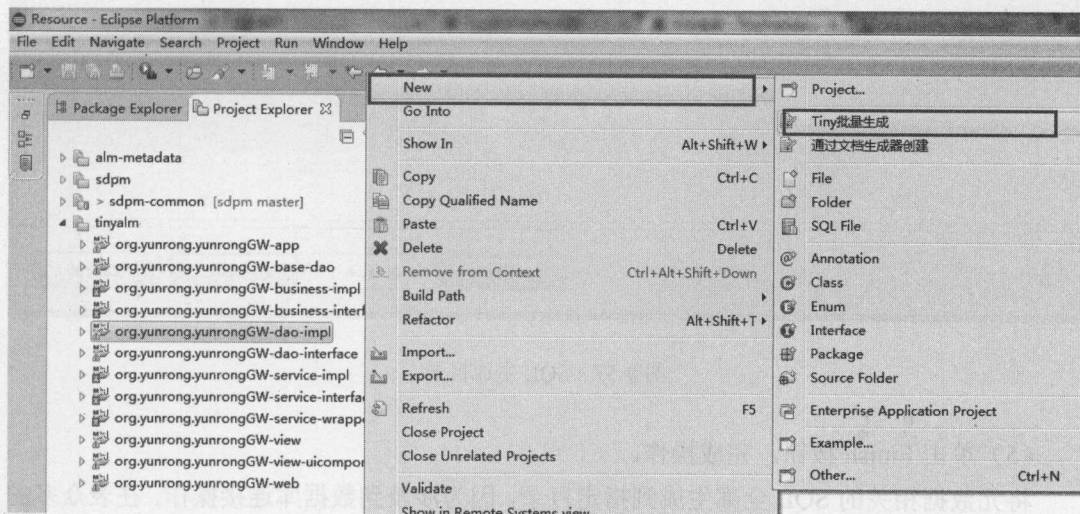 Resource - Eclipse Platform
File Edit Navigate Search Project Run Window Help
Package Explorer Project Explorer
alm-metadata
sdpm
> sdpm-common [sdpm master]
tinyalm
org.yunrong.yunrongGW-app
org.yunrong.yunrongGW-base-dao
org.yunrong.yunrongGW-business-impl
org.yunrong.yunrongGW-business-interf
org.yunrong.yunrongGW-dao-impl
org.yunrong.yunrongGW-dao-interface
org.yunrong.yunrongGW-service-impl
org.yunrong.yunrongGW-service-interfa
org.yunrong.yunrongGW-service-wrappe
org.yunrong.yunrongGW-view
org.yunrong.yunrongGW-view-uicompor
org.yunrong.yunrongGW-web
New
Go Into
Show In Alt+Shift+W
Copy Ctrl+C
Copy Qualified Name
Paste Ctrl+V
Delete Delete
Remove from Context Ctrl+Alt+Shift+Down
Build Path
Refactor Alt+Shift+T
Import...
Export...
Refresh F5
Close Project
Close Unrelated Projects
Validate
Show in Remote Systems view
Project...
Tiny批量生成
通过文档生成器创建
File
Folder
SQL File
Annotation
Class
Enum
Interface
Package
Source Folder
Enterprise Application Project
Example...
Other... Ctrl+N